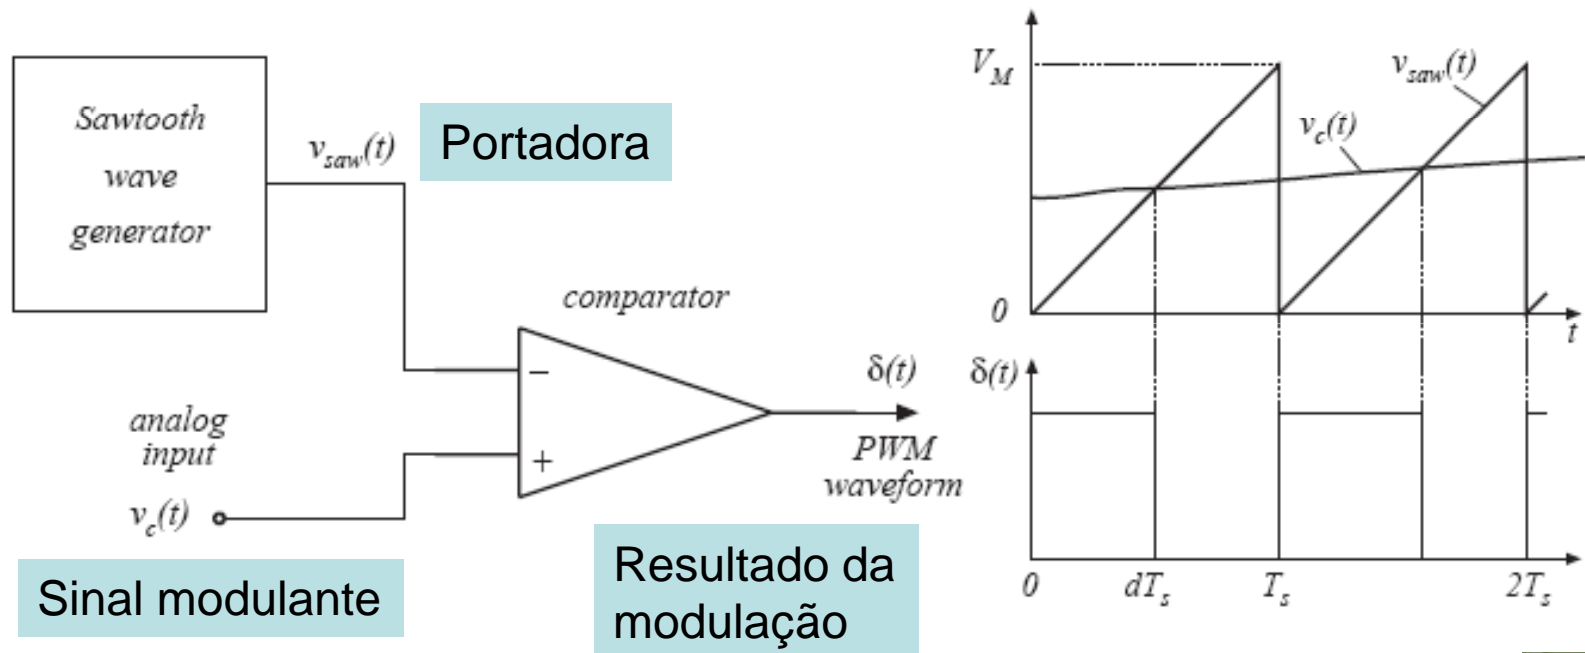 Sawtooth
wave
generator
v_saw(t)
Portadora
comparator
−
+
analog
input
v_c(t)
Sinal modulante
δ(t)
PWM
waveform
Resultado da
modulação
V_M
v_saw(t)
v_c(t)
0
t
δ(t)
0 dT_s T_s 2T_s